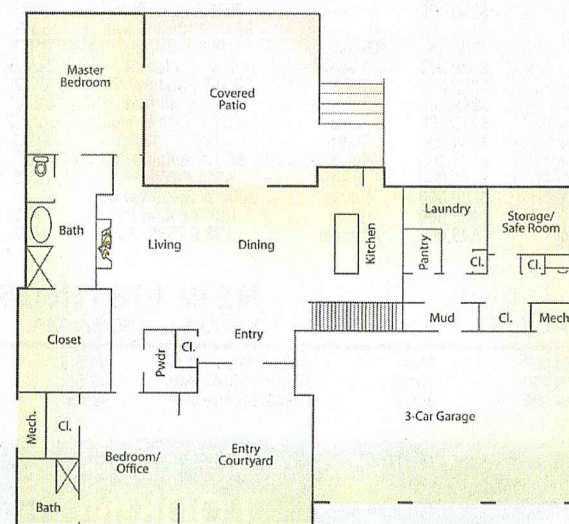 Master
Bedroom
Covered
Patio
Bath
Living
Dining
Kitchen
Laundry
Pantry
Cl.
Storage/
Safe Room
Cl.
Closet
Pwdr
Cl.
Entry
Mud
Cl.
Mech
Mech.
Cl.
Bedroom/
Office
Entry
Courtyard
3-Car Garage
Bath